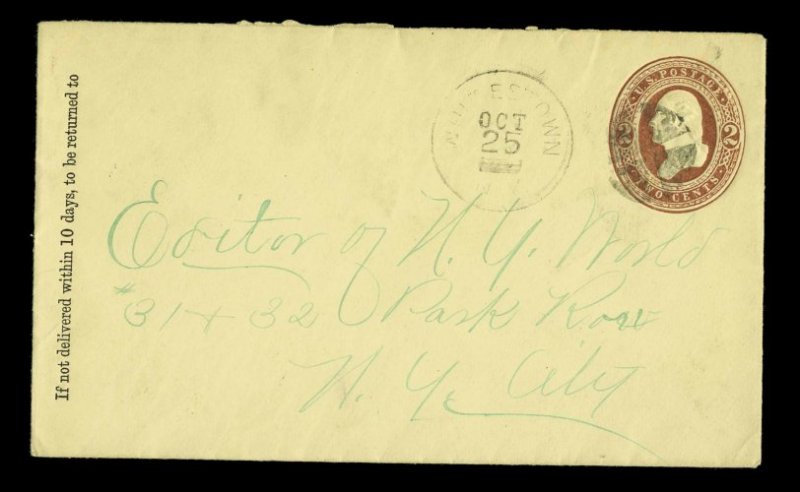 If not delivered within 10 days, to be returned to
OCT
25
U.S. POSTAGE
2 2
TWO CENTS
Editor of N. Y. World
#31 + 32 Park Row
N. Y. City